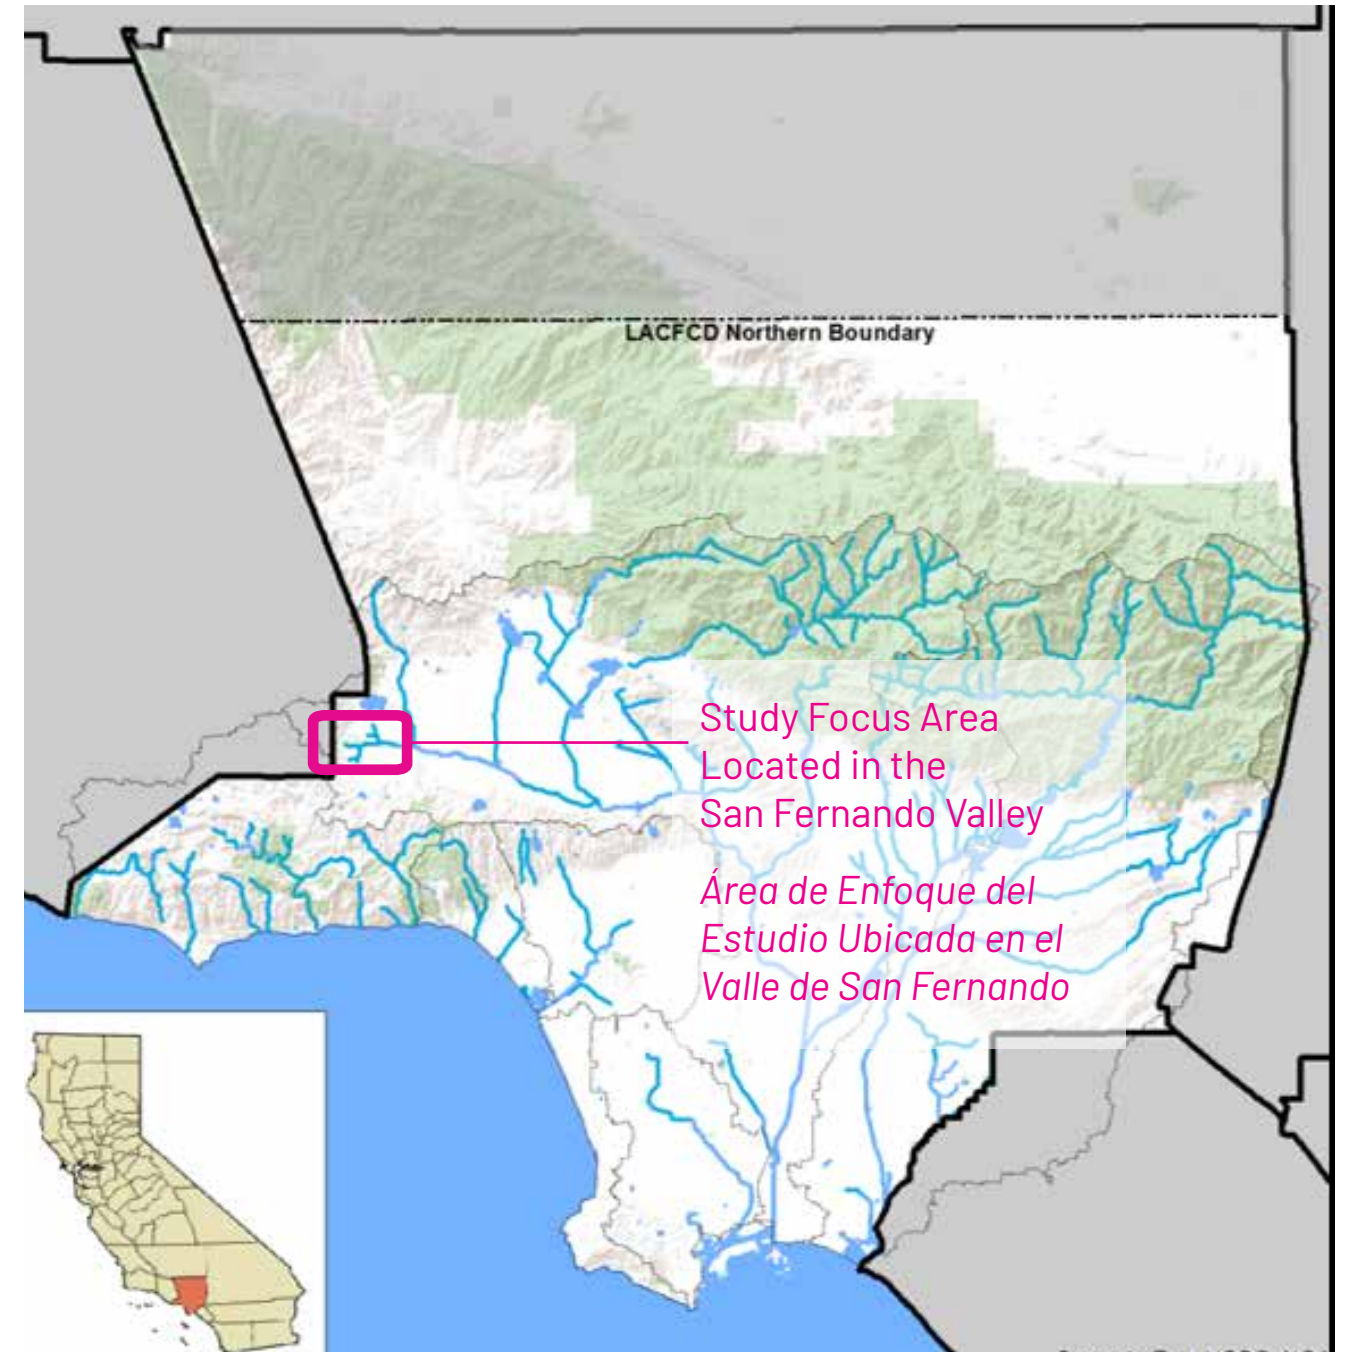 LACFCD Northern Boundary
Study Focus Area
Located in the
San Fernando Valley
Área de Enfoque del
Estudio Ubicada en el
Valle de San Fernando